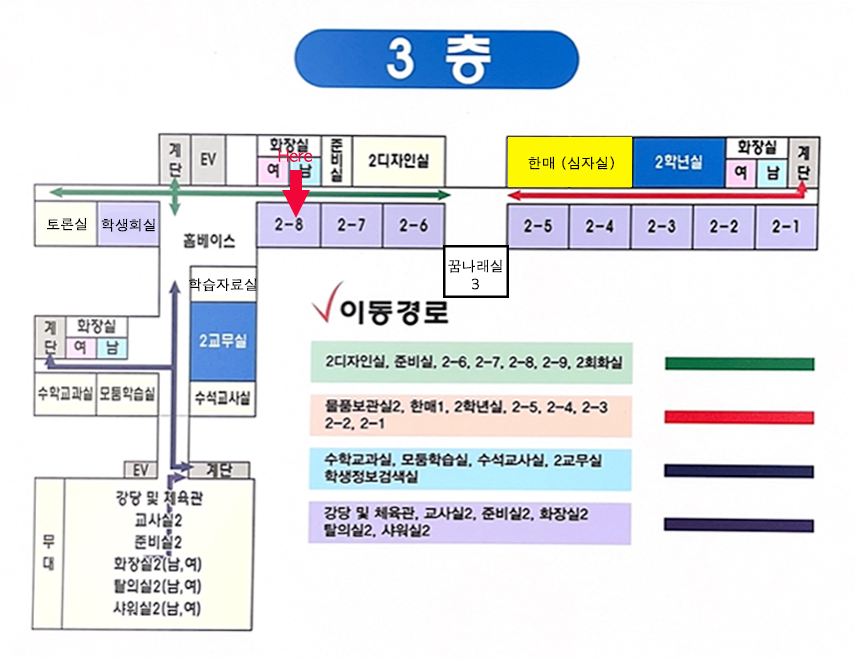 3 층
계단
EV
화장실
Here
여
남
준비실
2디자인실
한매 (심자실)
2학년실
화장실
여
남
계단
토론실
학생회실
홈베이스
2-8
2-7
2-6
2-5
2-4
2-3
2-2
2-1
꿈나래실
3
학습자료실
계단
화장실
여
남
2교무실
수학교과실
모둠학습실
수석교사실
이동경로
2디자인실, 준비실, 2-6, 2-7, 2-8, 2-9, 2회화실
물품보관실2, 한매1, 2학년실, 2-5, 2-4, 2-3
2-2, 2-1
수학교과실, 모둠학습실, 수석교사실, 2교무실
학생정보검색실
강당 및 체육관, 교사실2, 준비실2, 화장실2
탈의실2, 샤워실2
EV
계단
무대
강당 및 체육관
교사실2
준비실2
화장실2(남,여)
탈의실2(남,여)
샤워실2(남,여)